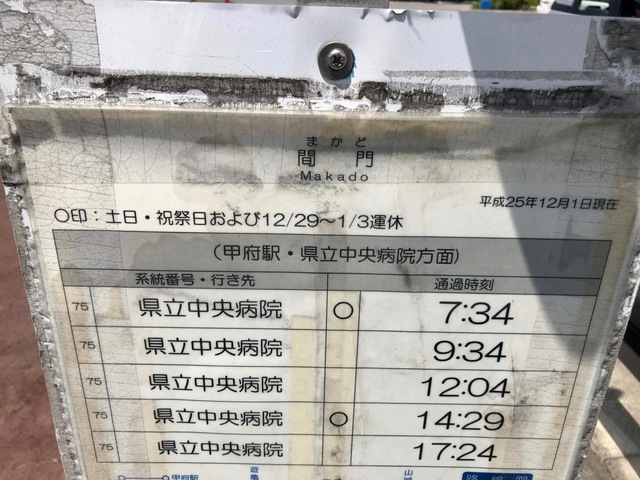 まかど
間門
Makado
平成25年12月1日現在
〇印：土日・祝祭日および12/29～1/3運休
(甲府駅・県立中央病院方面)
系統番号・行き先 通過時刻
75 県立中央病院 〇 7:34
75 県立中央病院 9:34
75 県立中央病院 12:04
75 県立中央病院 〇 14:29
75 県立中央病院 17:24
甲府駅